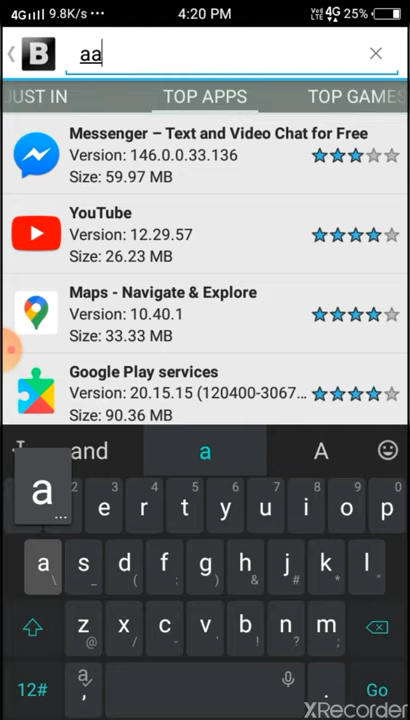 4G 9.8K/s ••• 4:20 PM VoLTE 4G 25%
B aa ×
JUST IN TOP APPS TOP GAMES
Messenger – Text and Video Chat for Free
Version: 146.0.0.33.136
Size: 59.97 MB
YouTube
Version: 12.29.57
Size: 26.23 MB
Maps - Navigate & Explore
Version: 10.40.1
Size: 33.33 MB
Google Play services
Version: 20.15.15 (120400-3067...
Size: 90.36 MB
and a A
a ...
2 3 4 5 6 7 8 9 0
e r t y u i o p
a s d f g h j k l
\ _ ( : ) & # * "
z x c v b n m
@ / - ' ! ? ;
12# a , . Go
XRecorder